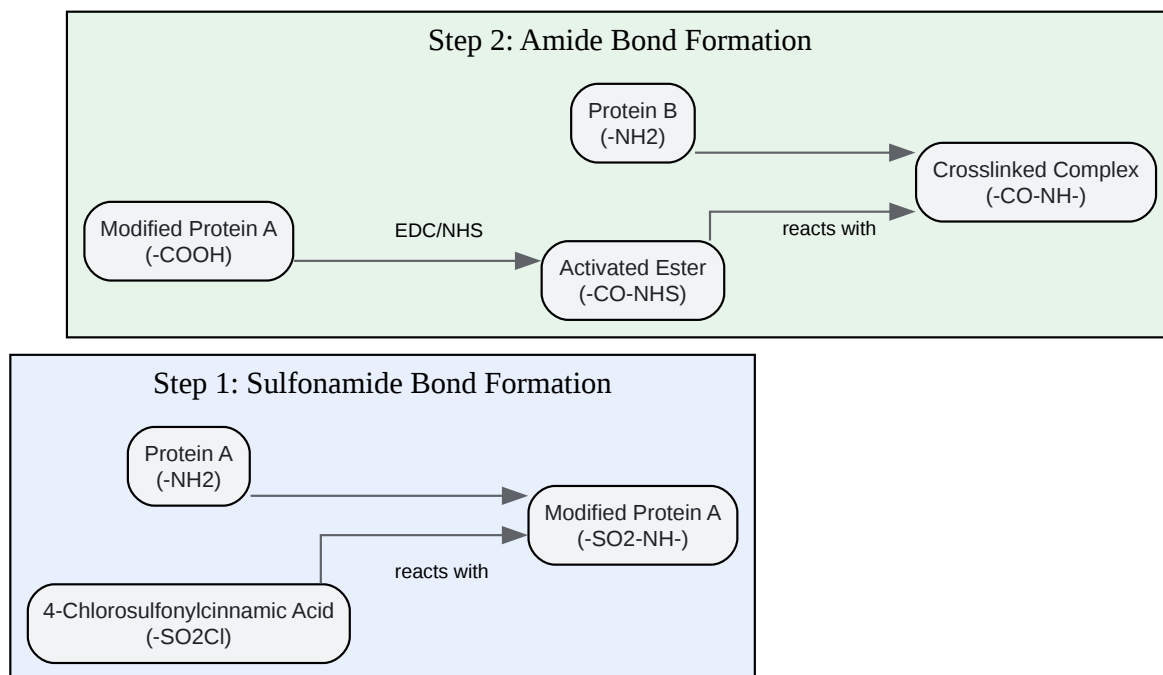 Step 2: Amide Bond Formation
Protein B
(-NH2)
Crosslinked Complex
(-CO-NH-)
Modified Protein A
(-COOH)
EDC/NHS
reacts with
Activated Ester
(-CO-NHS)
Step 1: Sulfonamide Bond Formation
Protein A
(-NH2)
Modified Protein A
(-SO2-NH-)
reacts with
4-Chlorosulfonylcinnamic Acid
(-SO2Cl)